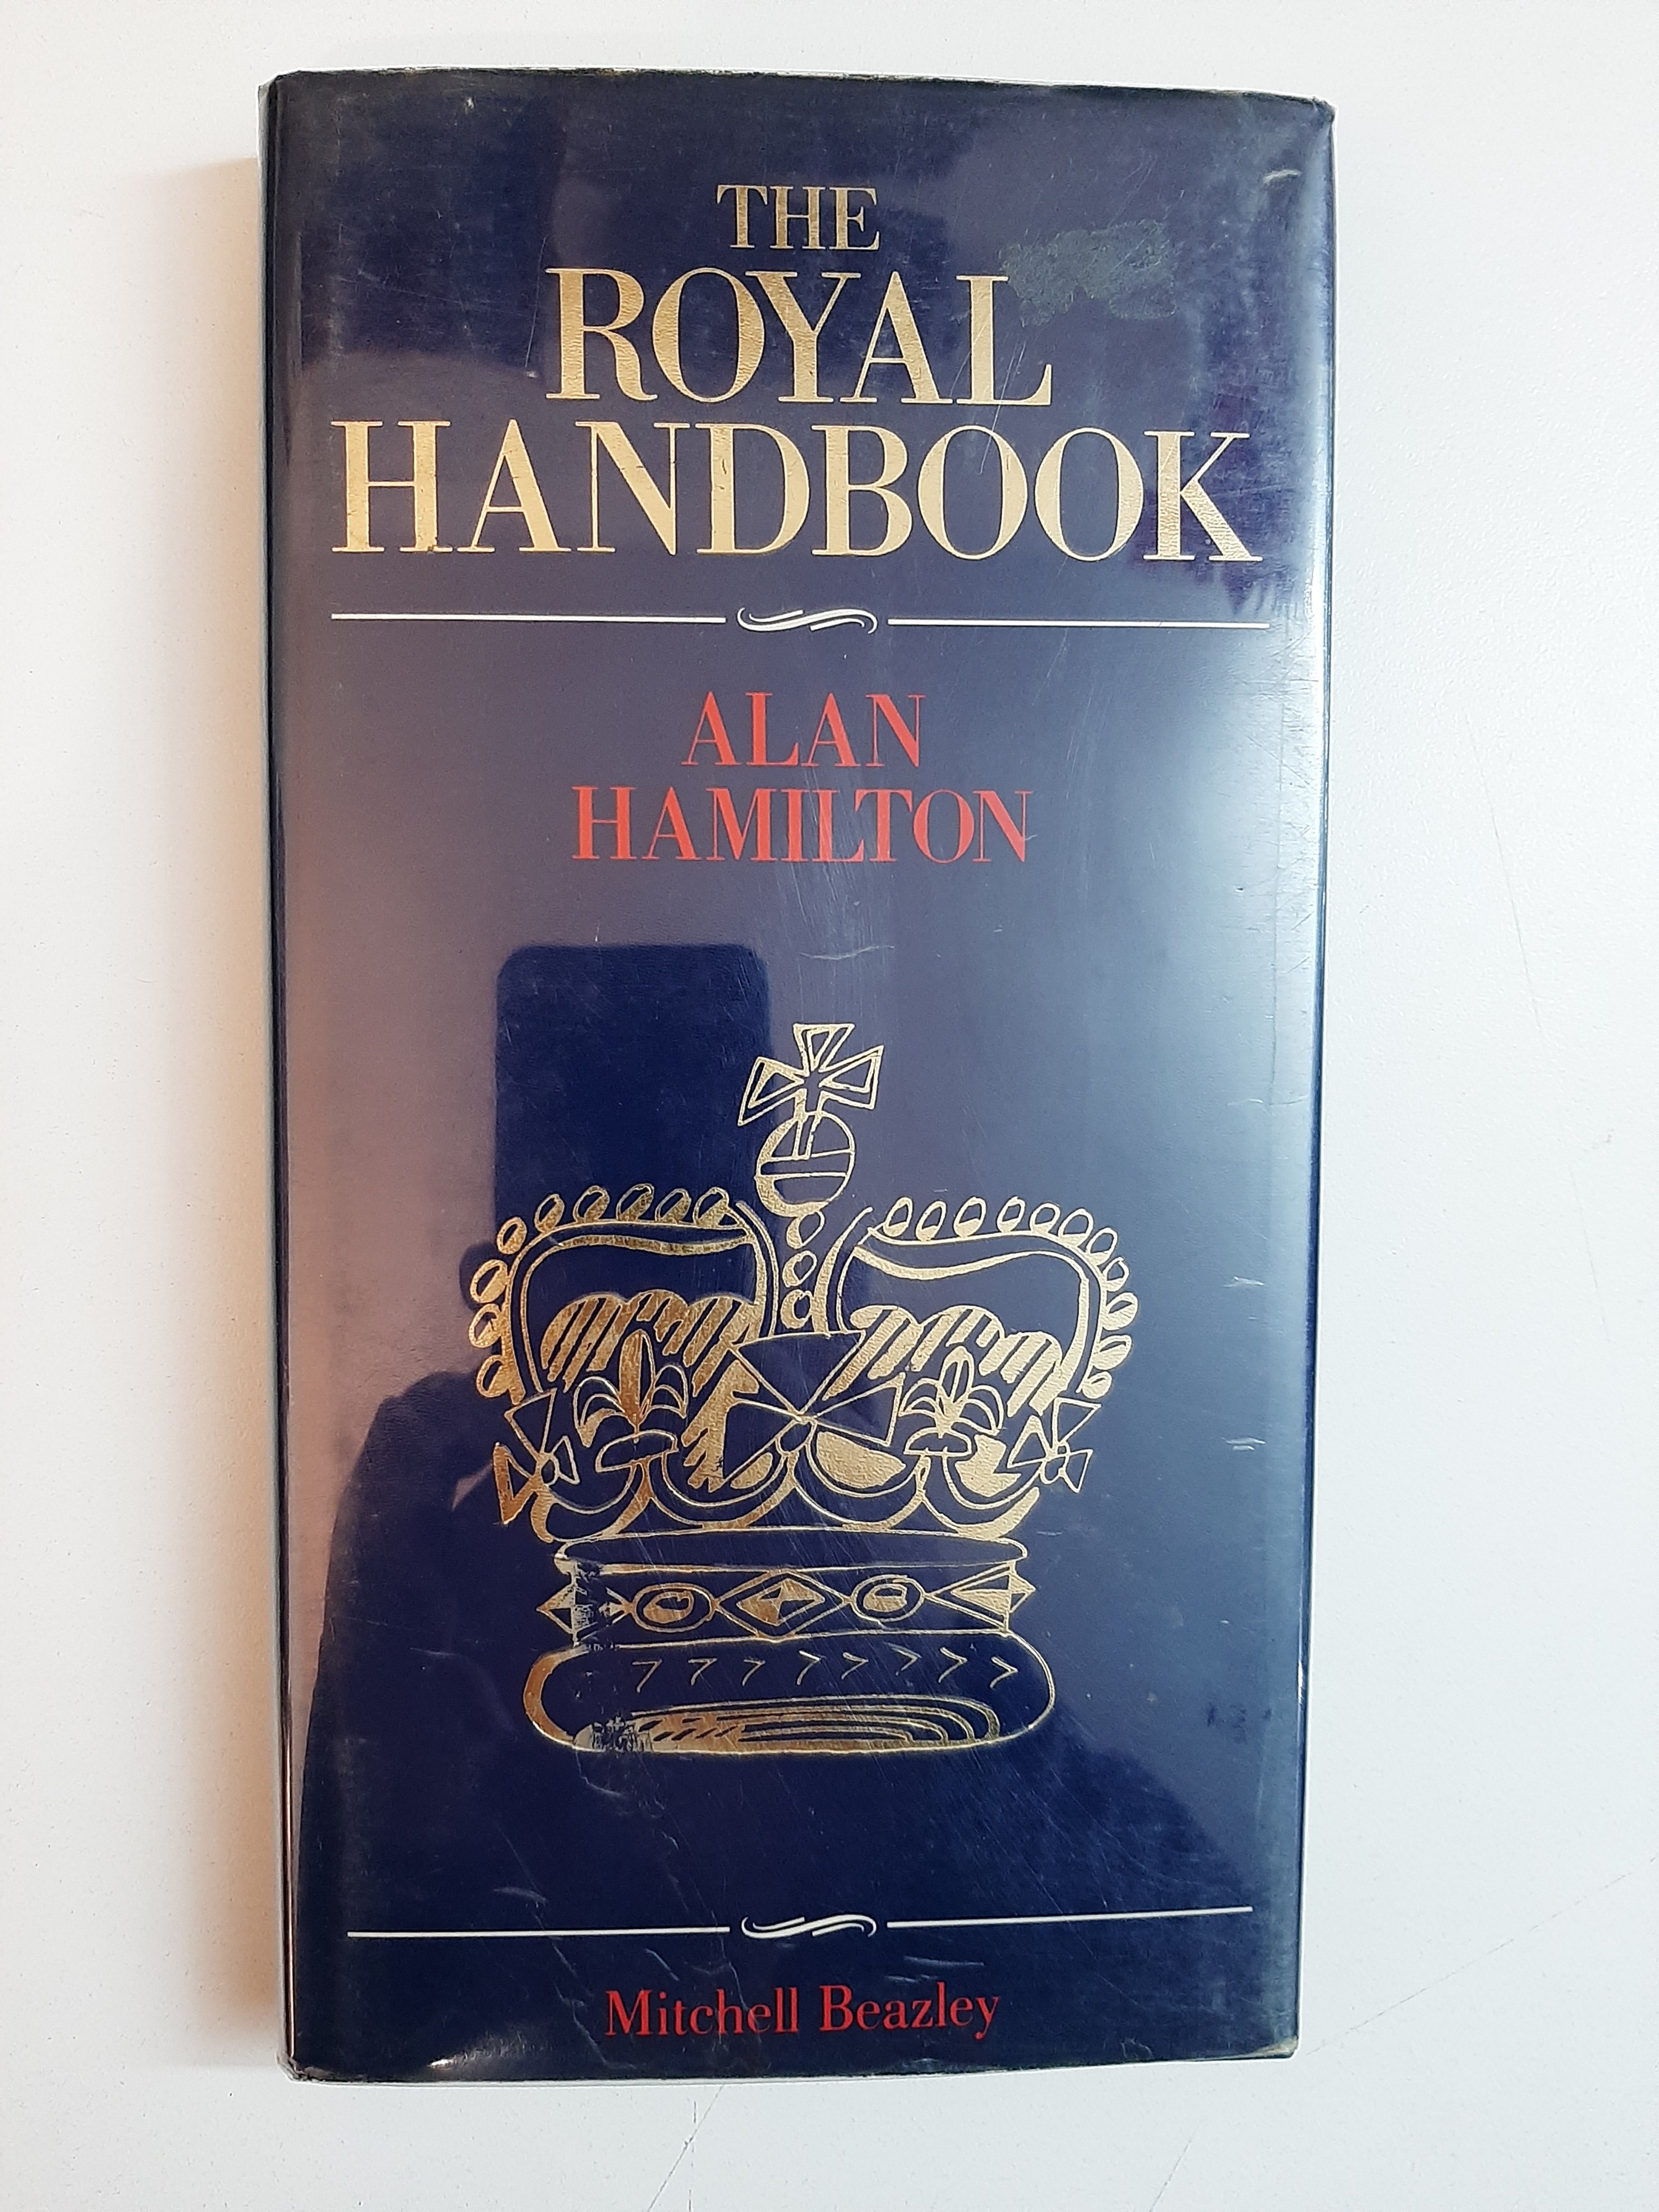 THE
ROYAL
HANDBOOK
ALAN
HAMILTON
Mitchell Beazley